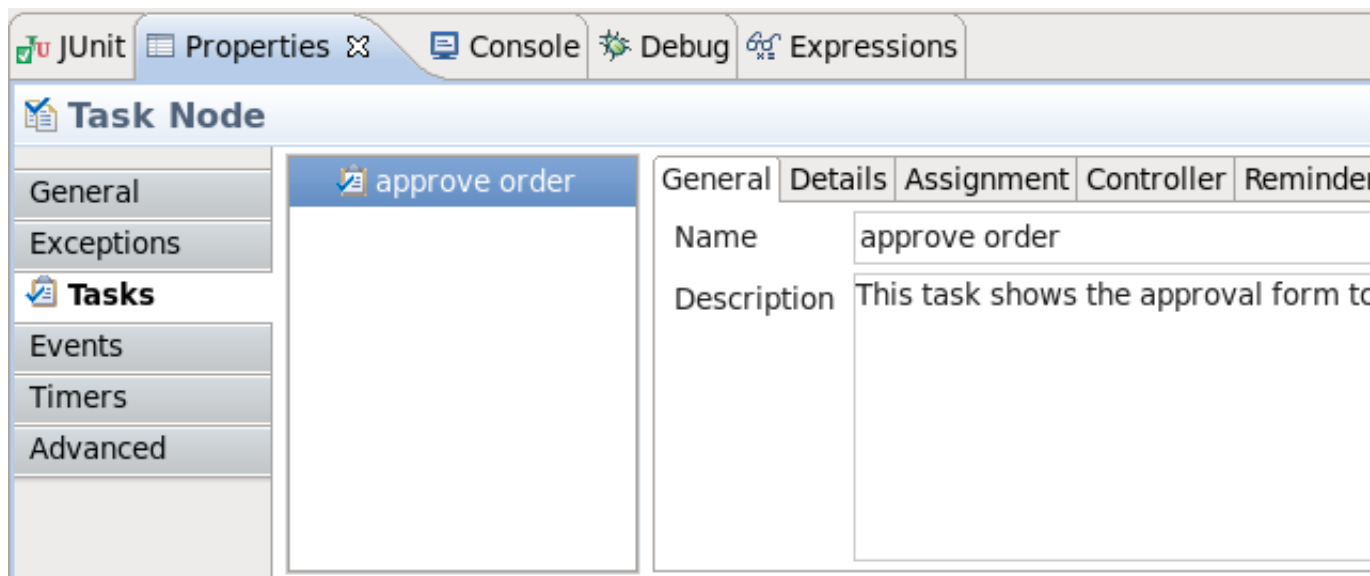 JUnit Properties Console Debug Expressions
Task Node
General
Exceptions
Tasks
Events
Timers
Advanced
approve order
General Details Assignment Controller
Name approve order
Description This task shows the approval form